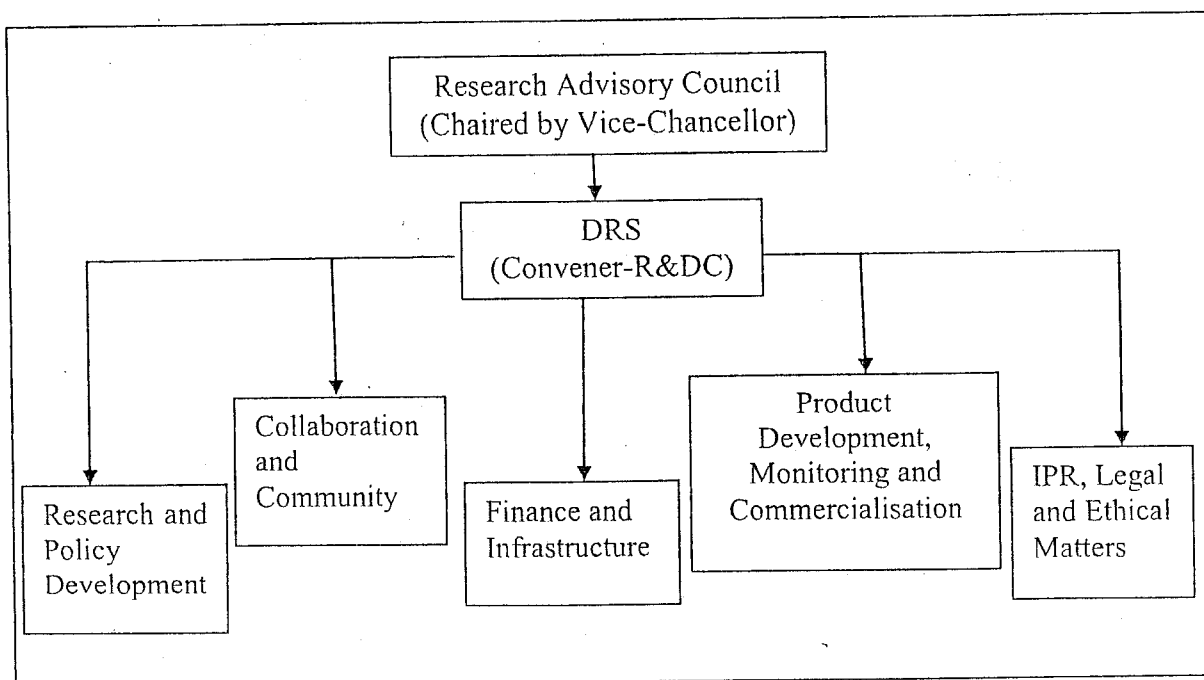 Research Advisory Council
(Chaired by Vice-Chancellor)
DRS
(Convener-R&DC)
Research and
Policy
Development
Collaboration
and
Community
Finance and
Infrastructure
Product
Development,
Monitoring and
Commercialisation
IPR, Legal
and Ethical
Matters